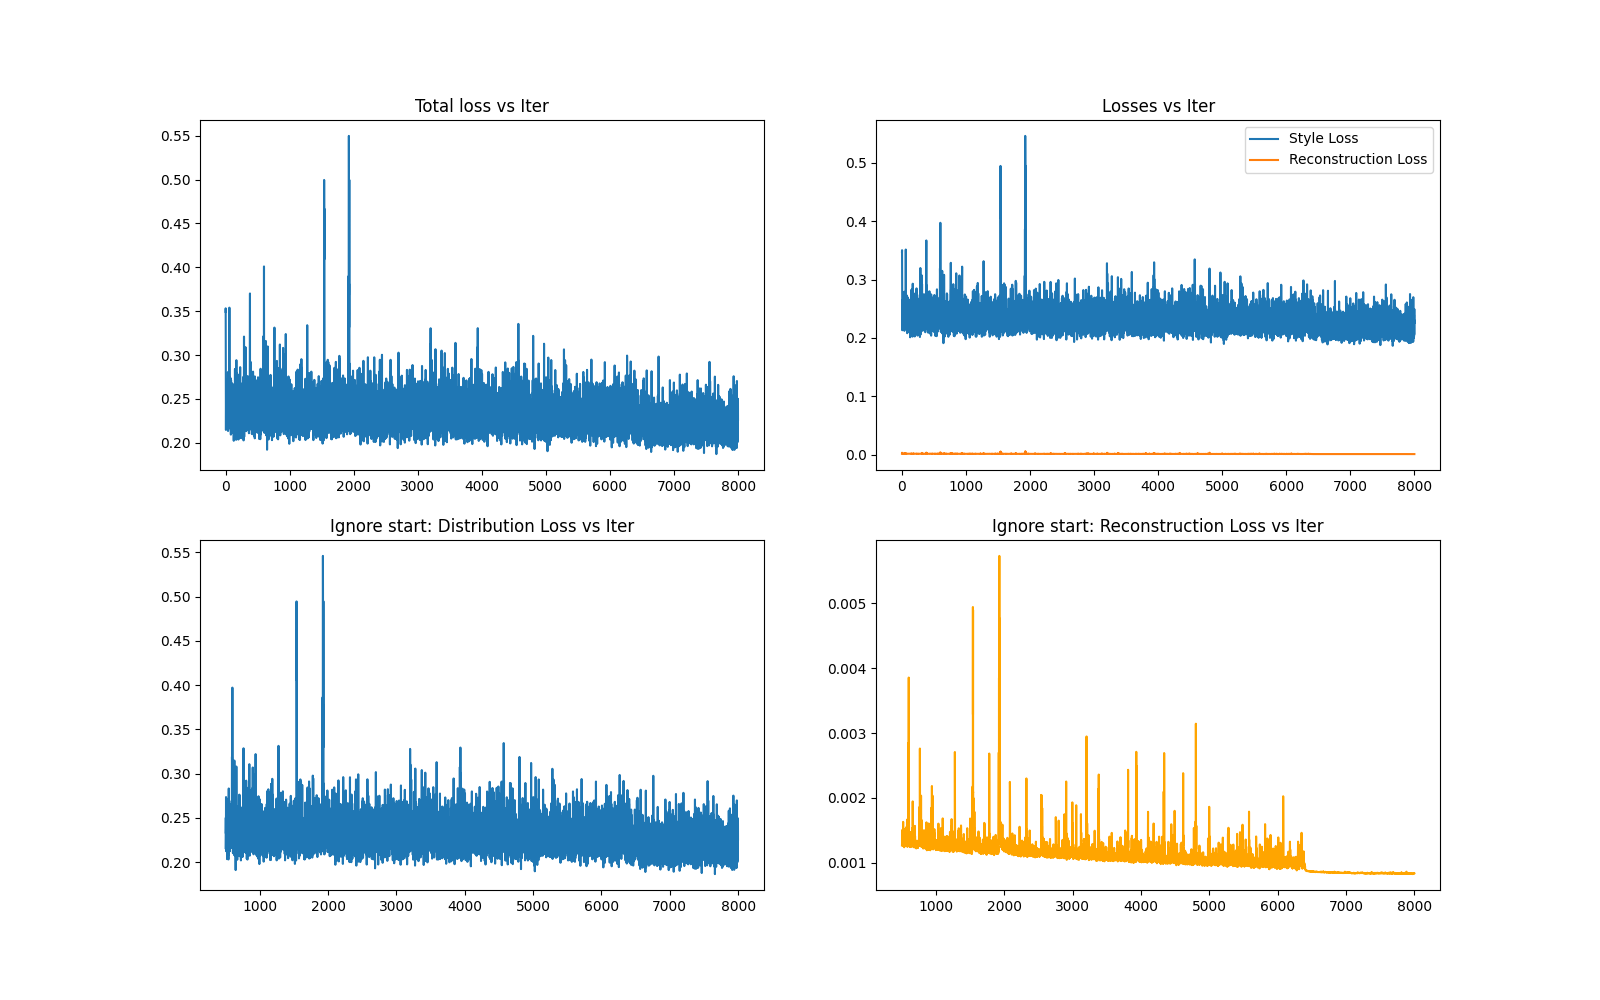 Total loss vs Iter
0.55
0.50
0.45
0.40
0.35
0.30
0.25
0.20
0 1000 2000 3000 4000 5000 6000 7000 8000
Losses vs Iter
Style Loss
Reconstruction Loss
0.5
0.4
0.3
0.2
0.1
0.0
0 1000 2000 3000 4000 5000 6000 7000 8000
Ignore start: Distribution Loss vs Iter
0.55
0.50
0.45
0.40
0.35
0.30
0.25
0.20
1000 2000 3000 4000 5000 6000 7000 8000
Ignore start: Reconstruction Loss vs Iter
0.005
0.004
0.003
0.002
0.001
1000 2000 3000 4000 5000 6000 7000 8000